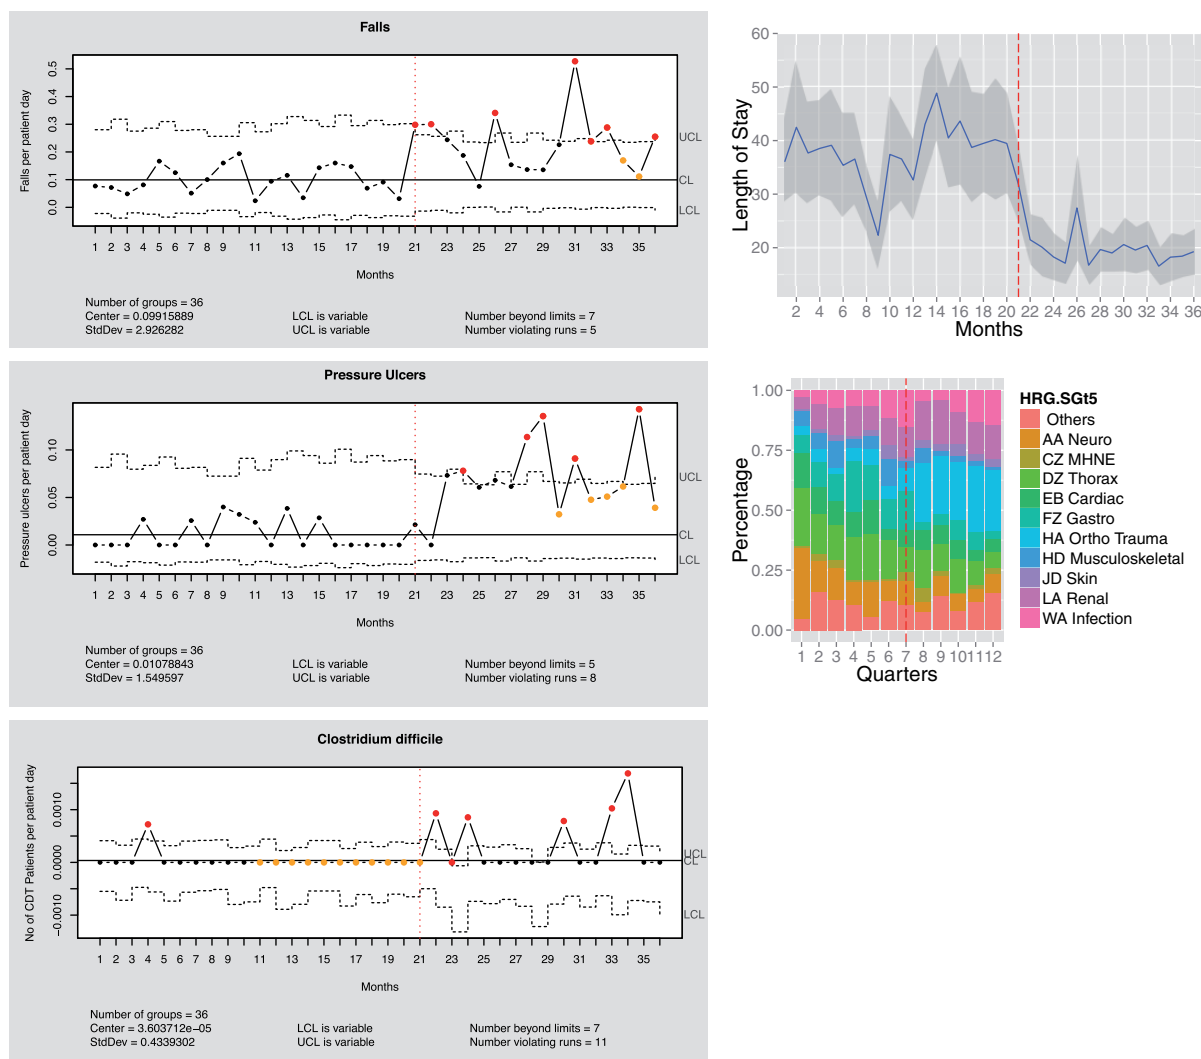 Falls
Falls per patient day
0.5
0.4
0.3
0.2
0.1
0.0
UCL
CL
LCL
1 2 3 4 5 6 7 8 9 11 13 15 17 19 21 23 25 27 29 31 33 35
Months
Number of groups = 36
Center = 0.09915889
StdDev = 2.926282
LCL is variable
UCL is variable
Number beyond limits = 7
Number violating runs = 5
Pressure Ulcers
Pressure ulcers per patient day
0.10
0.05
0.00
UCL
CL
LCL
1 2 3 4 5 6 7 8 9 11 13 15 17 19 21 23 25 27 29 31 33 35
Months
Number of groups = 36
Center = 0.01078843
StdDev = 1.549597
LCL is variable
UCL is variable
Number beyond limits = 5
Number violating runs = 8
Clostridium difficile
No of CDT Patients per patient day
0.0010
0.0000
−0.0010
UCL
CL
LCL
1 2 3 4 5 6 7 8 9 11 13 15 17 19 21 23 25 27 29 31 33 35
Months
Number of groups = 36
Center = 3.603712e−05
StdDev = 0.4339302
LCL is variable
UCL is variable
Number beyond limits = 7
Number violating runs = 11
Length of Stay
60
50
40
30
20
2 4 6 8 10 12 14 16 18 20 22 24 26 28 30 32 34 36
Months
Percentage
1.00
0.75
0.50
0.25
0.00
1 2 3 4 5 6 7 8 9 10 11 12
Quarters
HRG.SGt5
Others
AA Neuro
CZ MHNE
DZ Thorax
EB Cardiac
FZ Gastro
HA Ortho Trauma
HD Musculoskeletal
JD Skin
LA Renal
WA Infection